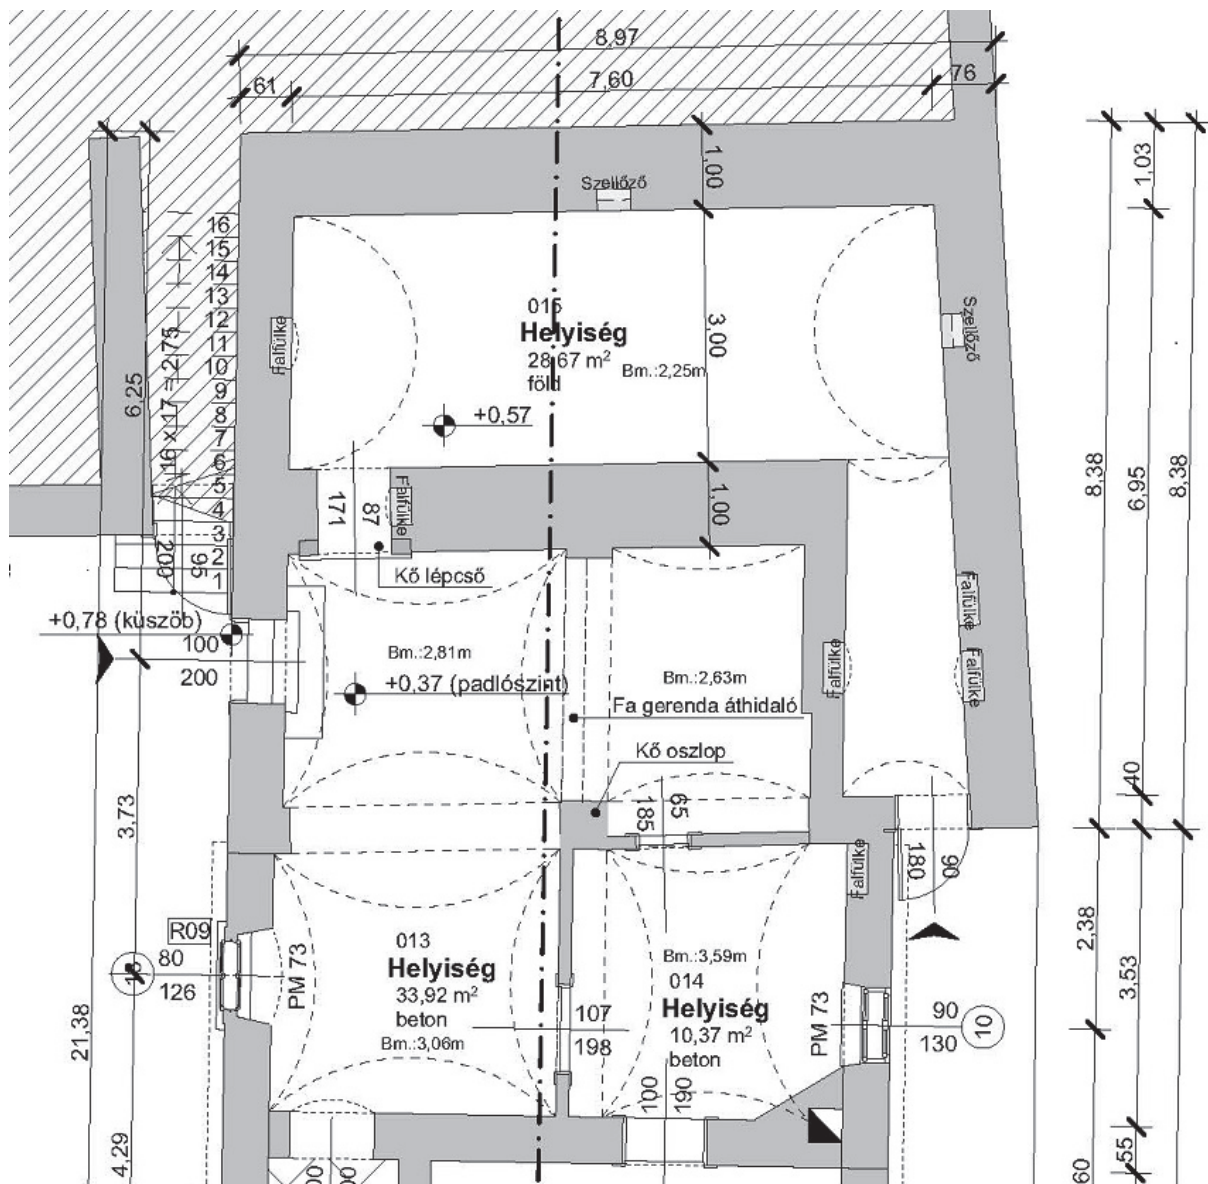 8,97
61
7,60
76
1,00
1,03
Szellőző
16
15
14
13
12
11
10
9
8
7
6
5
4
3
2
1
16 x 17 = 2,75
6,25
Falfülke
015
Helyiség
28,67 m²
föld
Bm.:2,25m
3,00
Szellőző
+0,57
8,38
6,95
8,38
171
87
Falfülke
1,00
200
95
Kő lépcső
+0,78 (küszöb)
100
200
Bm.:2,81m
+0,37 (padlószint)
Bm.:2,63m
Fa gerenda áthidaló
Falfülke
Falfülke
Falfülke
Kő oszlop
185
65
40
3,73
180
90
Falfülke
R09
80
126
PM 73
013
Helyiség
33,92 m²
beton
Bm.:3,06m
107
198
Bm.:3,59m
014
Helyiség
10,37 m²
beton
PM 73
90
130
10
2,38
3,53
21,38
100
190
4,29
55
60